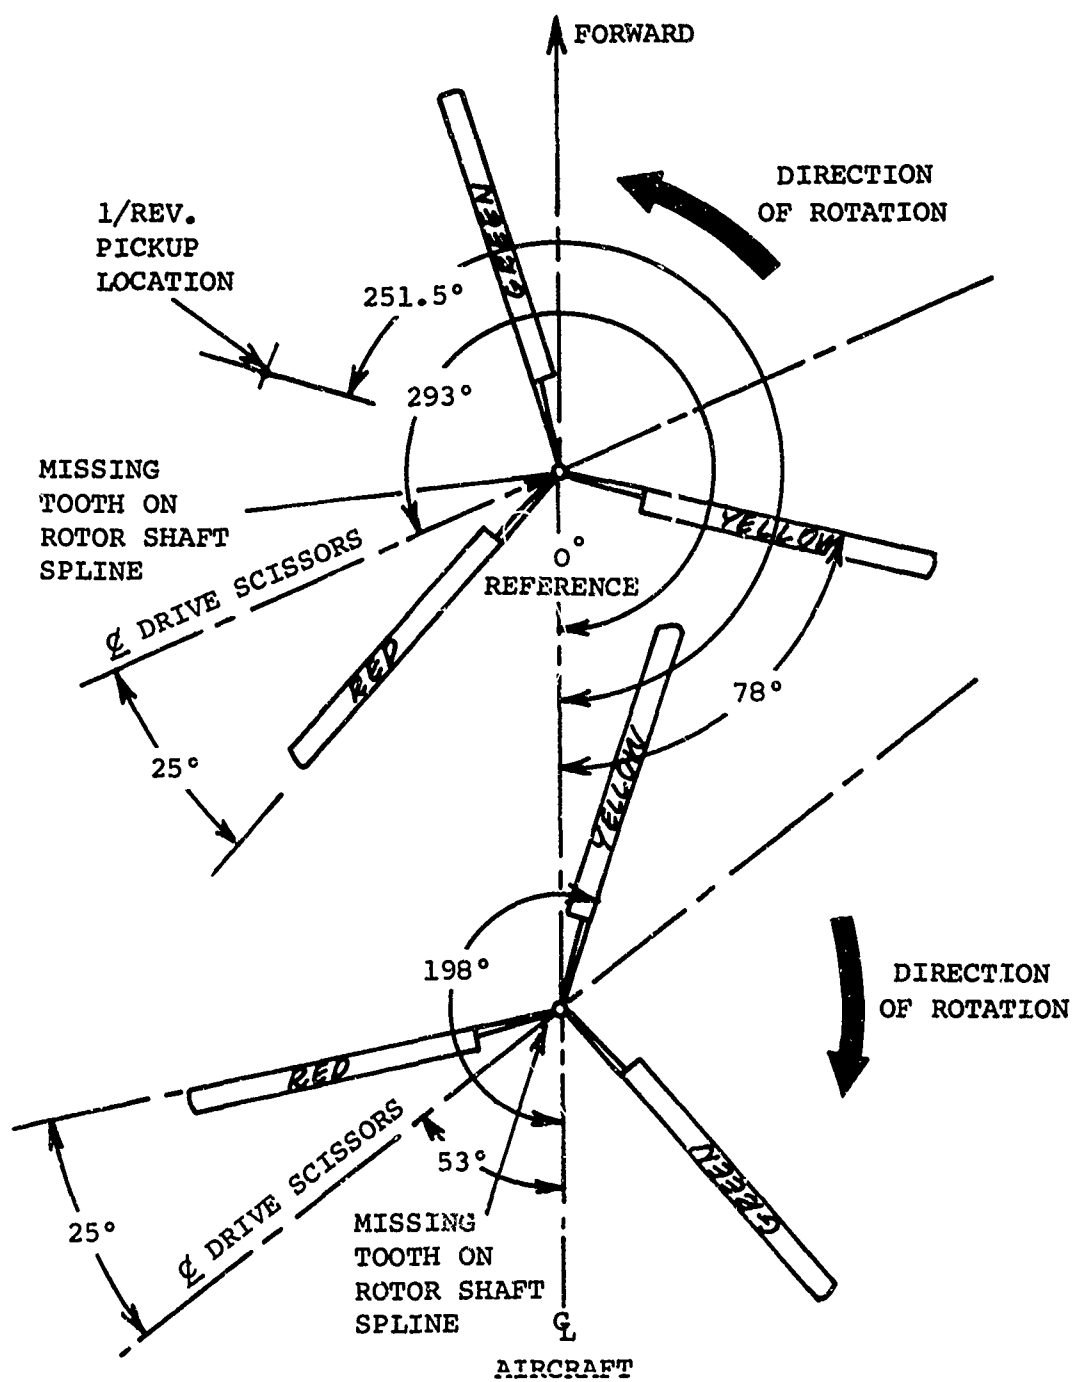 FORWARD
DIRECTION
OF ROTATION
1/REV.
PICKUP
LOCATION
GREEN
251.5°
293°
MISSING
TOOTH ON
ROTOR SHAFT
SPLINE
℄ DRIVE SCISSORS
YELLOW
0°
REFERENCE
RED
78°
25°
YELLOW
198°
DIRECTION
OF ROTATION
RED
53°
GREEN
25°
℄ DRIVE SCISSORS
MISSING
TOOTH ON
ROTOR SHAFT
SPLINE
℄
AIRCRAFT